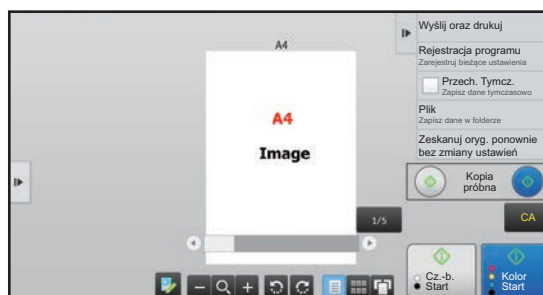 A4
A4
Image
1/5
Wyślij oraz drukuj
Rejestracja programu
Zarejestruj bieżące ustawienia
Przech. Tymcz.
Zapisz dane tymczasowo
Plik
Zapisz dane w folderze
Zeskanuj oryg. ponownie
bez zmiany ustawień
Kopia
próbna
CA
Cz.-b.
Start
Kolor
Start